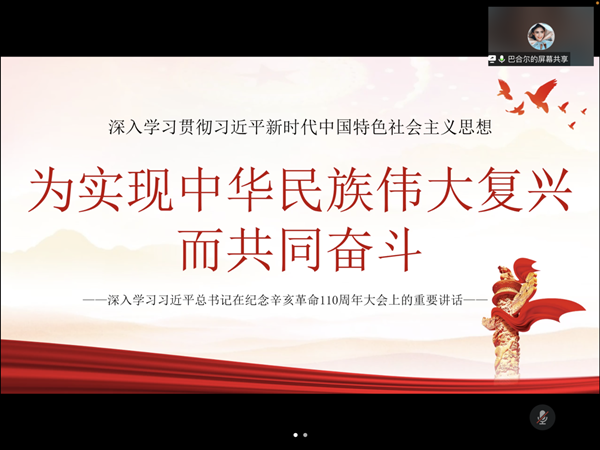 巴合尔的屏幕共享
深入学习贯彻习近平新时代中国特色社会主义思想
为实现中华民族伟大复兴
而共同奋斗
——深入学习习近平总书记在纪念辛亥革命110周年大会上的重要讲话——